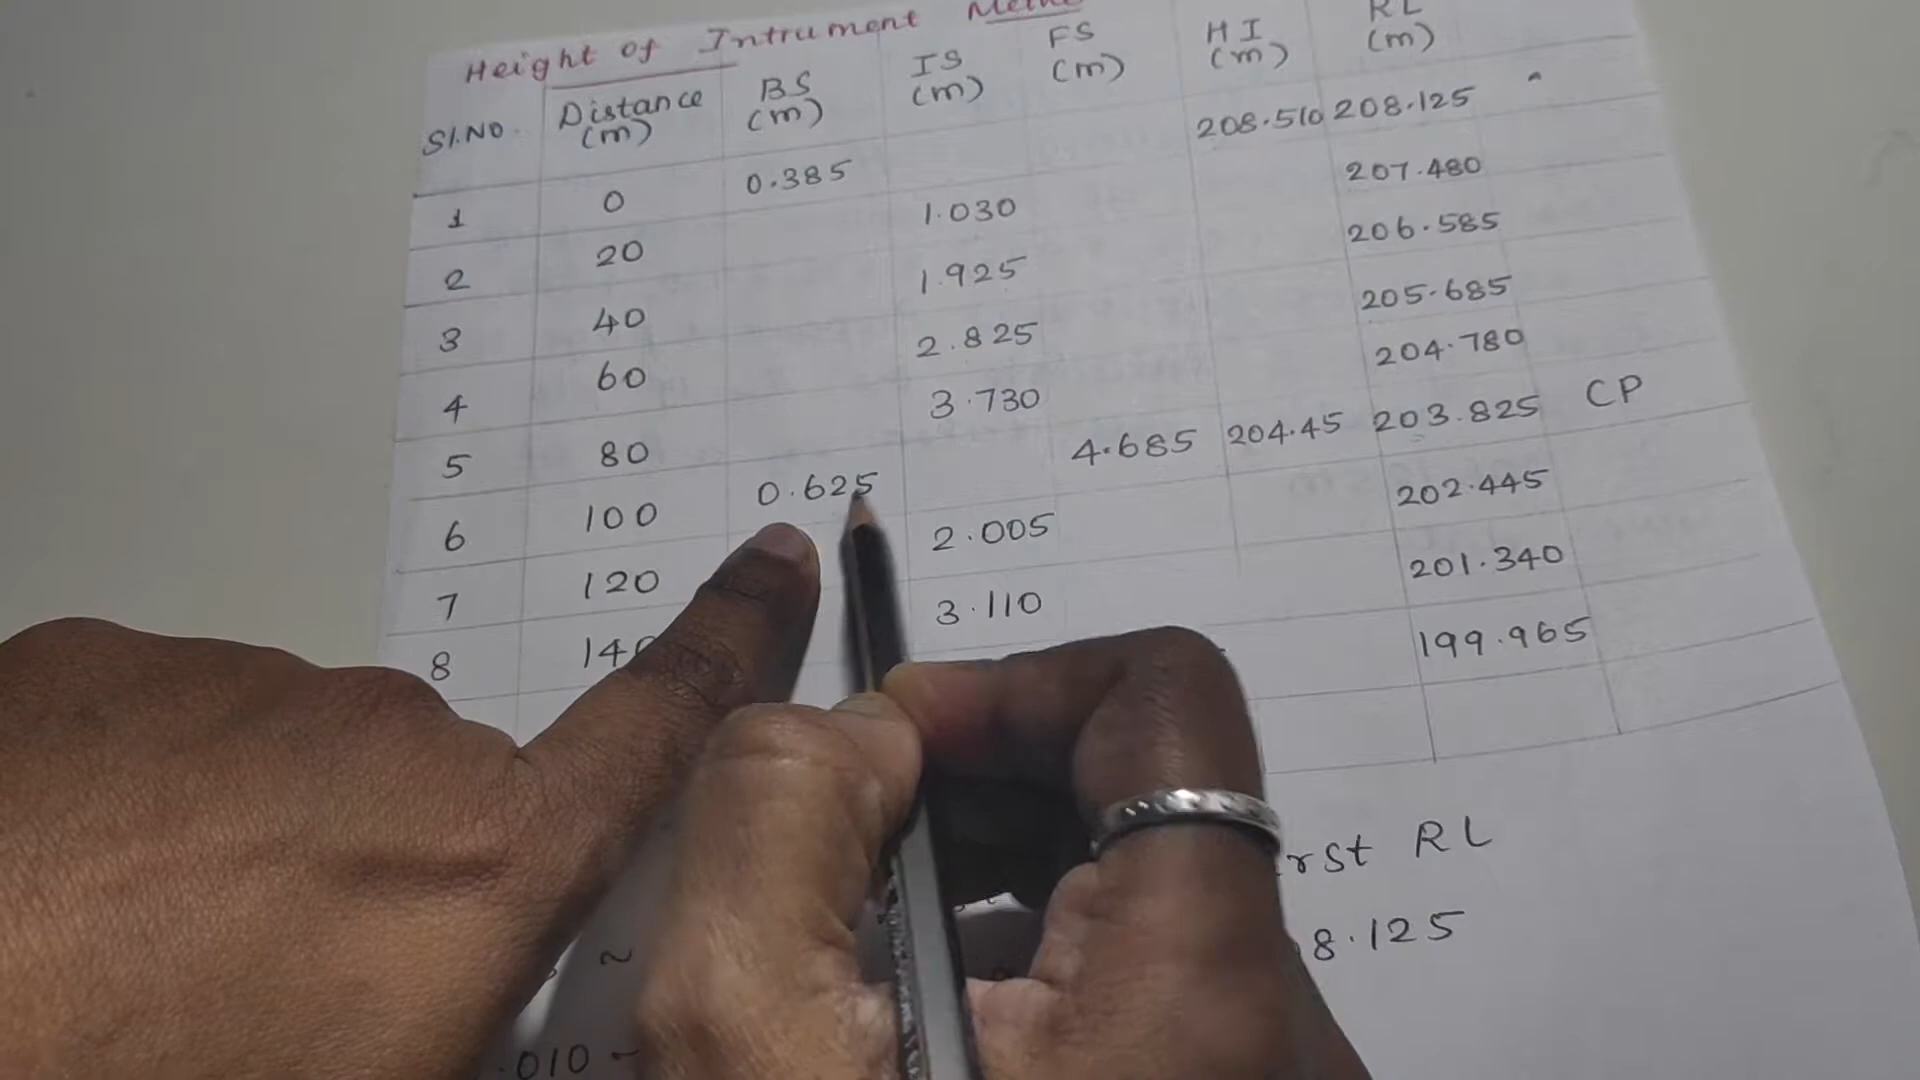 Height of Intrument
Sl.NO. Distance (m) BS (m) IS (m) FS (m) HI (m) RL (m)
1 0 0.385 208.510 208.125
2 20 1.030 207.480
3 40 1.925 206.585
4 60 2.825 205.685
5 80 3.730 204.780
6 100 0.625 4.685 204.45 203.825 CP
7 120 2.005 202.445
8 3.110 201.340
199.965
RL
8.125
.010 ~